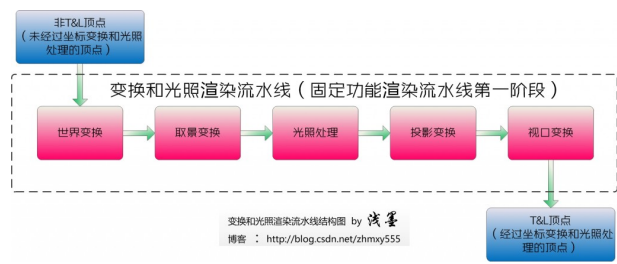 非T&L顶点
（未经过坐标变换和光照
处理的顶点）
变换和光照渲染流水线（固定功能渲染流水线第一阶段）
世界变换
取景变换
光照处理
投影变换
视口变换
变换和光照渲染流水线结构图 by 浅墨
博客 ：http://blog.csdn.net/zhmxy555
T&L顶点
（经过坐标变换和光照处
理的顶点）